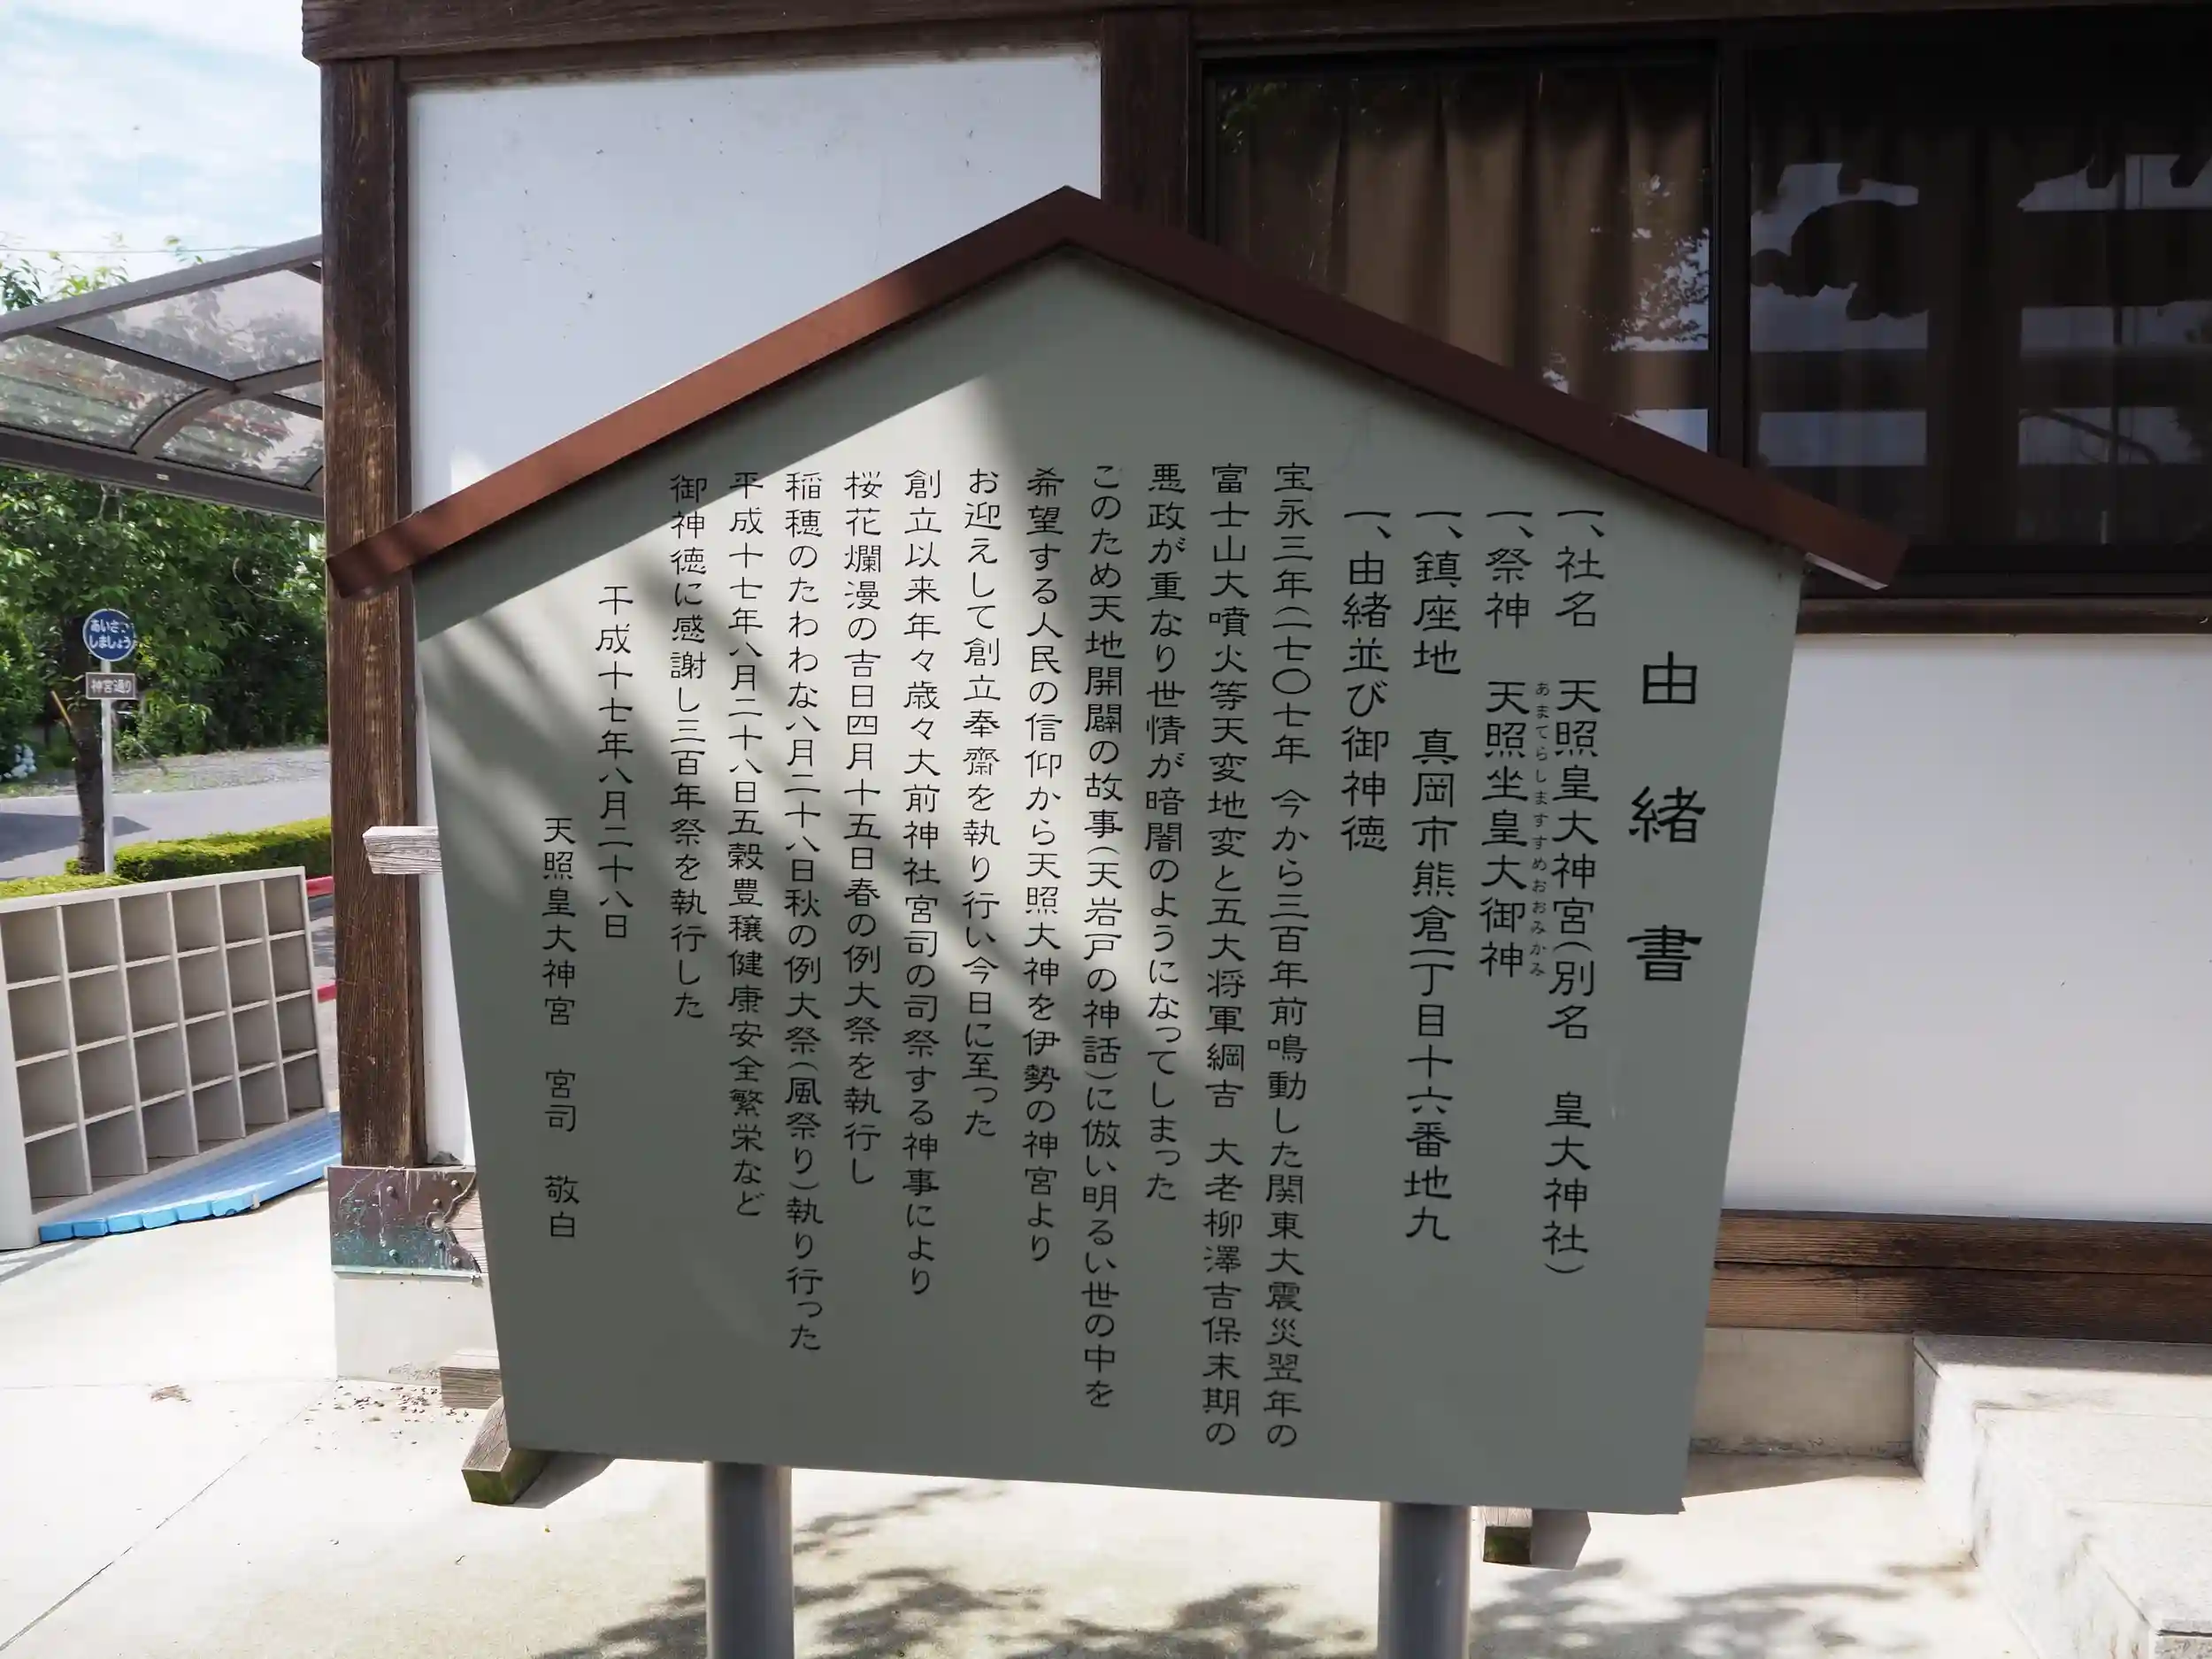 由緒書
一、社名 天照皇大神宮(別名 皇大神社)
一、祭神 天照坐皇大御神
あまてらしますすめおおみかみ
一、鎮座地 真岡市熊倉一丁目十六番地九
一、由緒並び御神徳
宝永三年(一七〇七年 今から三百年前鳴動した関東大震災翌年の
富士山大噴火等天変地変と五大将軍綱吉 大老柳澤吉保末期の
悪政が重なり世情が暗闇のようになってしまった
このため天地開闢の故事(天岩戸の神話)に倣い明るい世の中を
希望する人民の信仰から天照大神を伊勢の神宮より
お迎えして創立奉齋を執り行い今日に至った
創立以来年々歳々大前神社宮司の司祭する神事により
桜花爛漫の吉日四月十五日春の例大祭を執行し
稲穂のたわわな八月二十八日秋の例大祭(風祭り)執り行った
平成十七年八月二十八日五穀豊穣健康安全繁栄など
御神徳に感謝し三百年祭を執行した
平成十七年八月二十八日
天照皇大神宮 宮司 敬白
あいさつ
しましょう
神宮通り